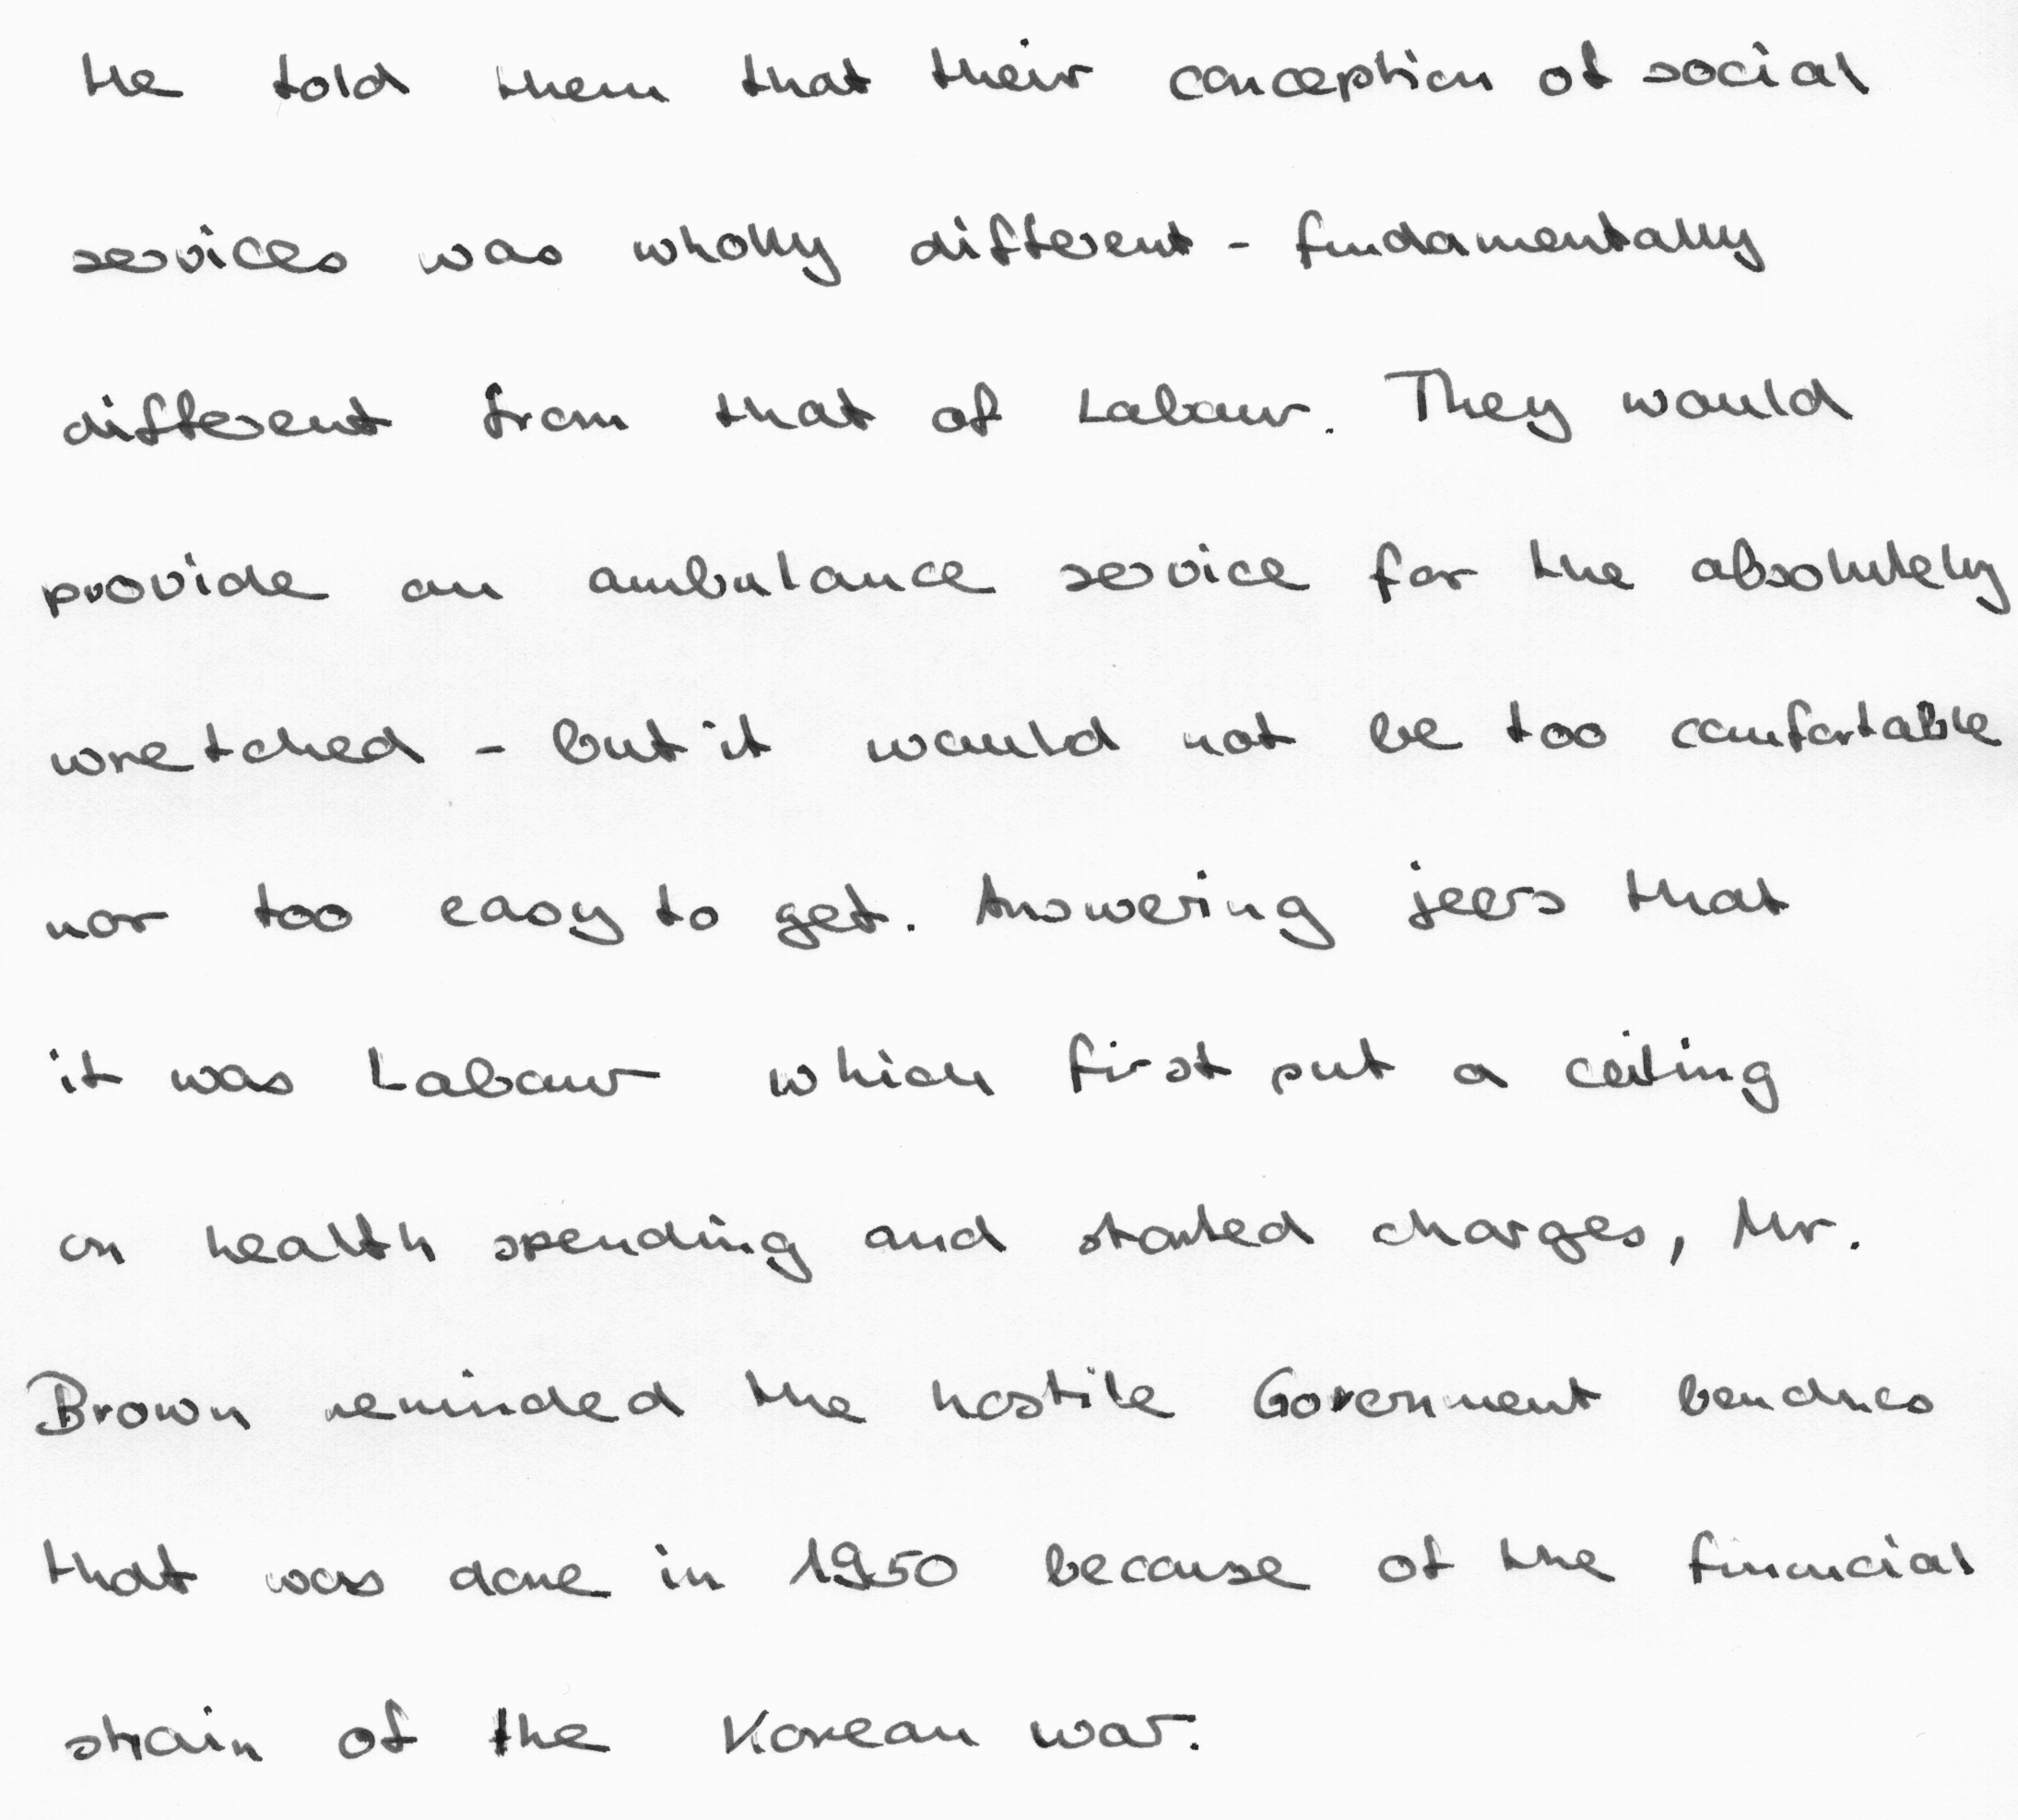 He told them that their conception of social
services was wholly different - fundamentally
different from that of Labour. They would
provide an ambulance service for the absolutely
wretched - but it would not be too comfortable
nor too easy to get. Answering jeers that
it was Labour which first put a ceiling
on health spending and started charges, Mr.
Brown reminded the hostile Government benches
that was done in 1950 because of the financial
strain of the Korean war.